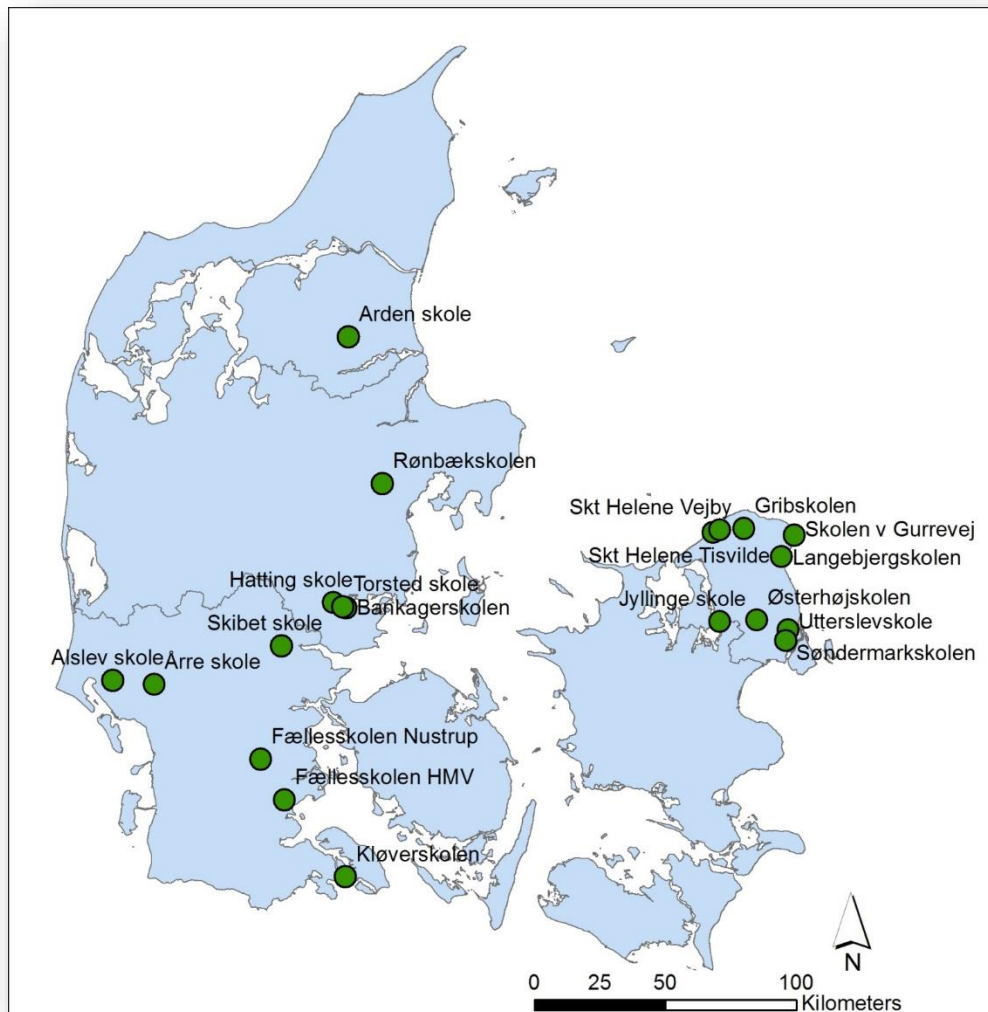 Arden skole
Rønbækskolen
Skt Helene Vejby
Gribskolen
Skolen v Gurrevej
Skt Helene Tisvilde
Langebjergskolen
Hatting skole
Torsted skole
Bankagerskolen
Jyllinge skole
Østerhøjskolen
Utterslevskole
Skibet skole
Søndermarkskolen
Alslev skole
Årre skole
Fællesskolen Nustrup
Fællesskolen HMV
Kløverskolen
N
0 25 50 100
Kilometers